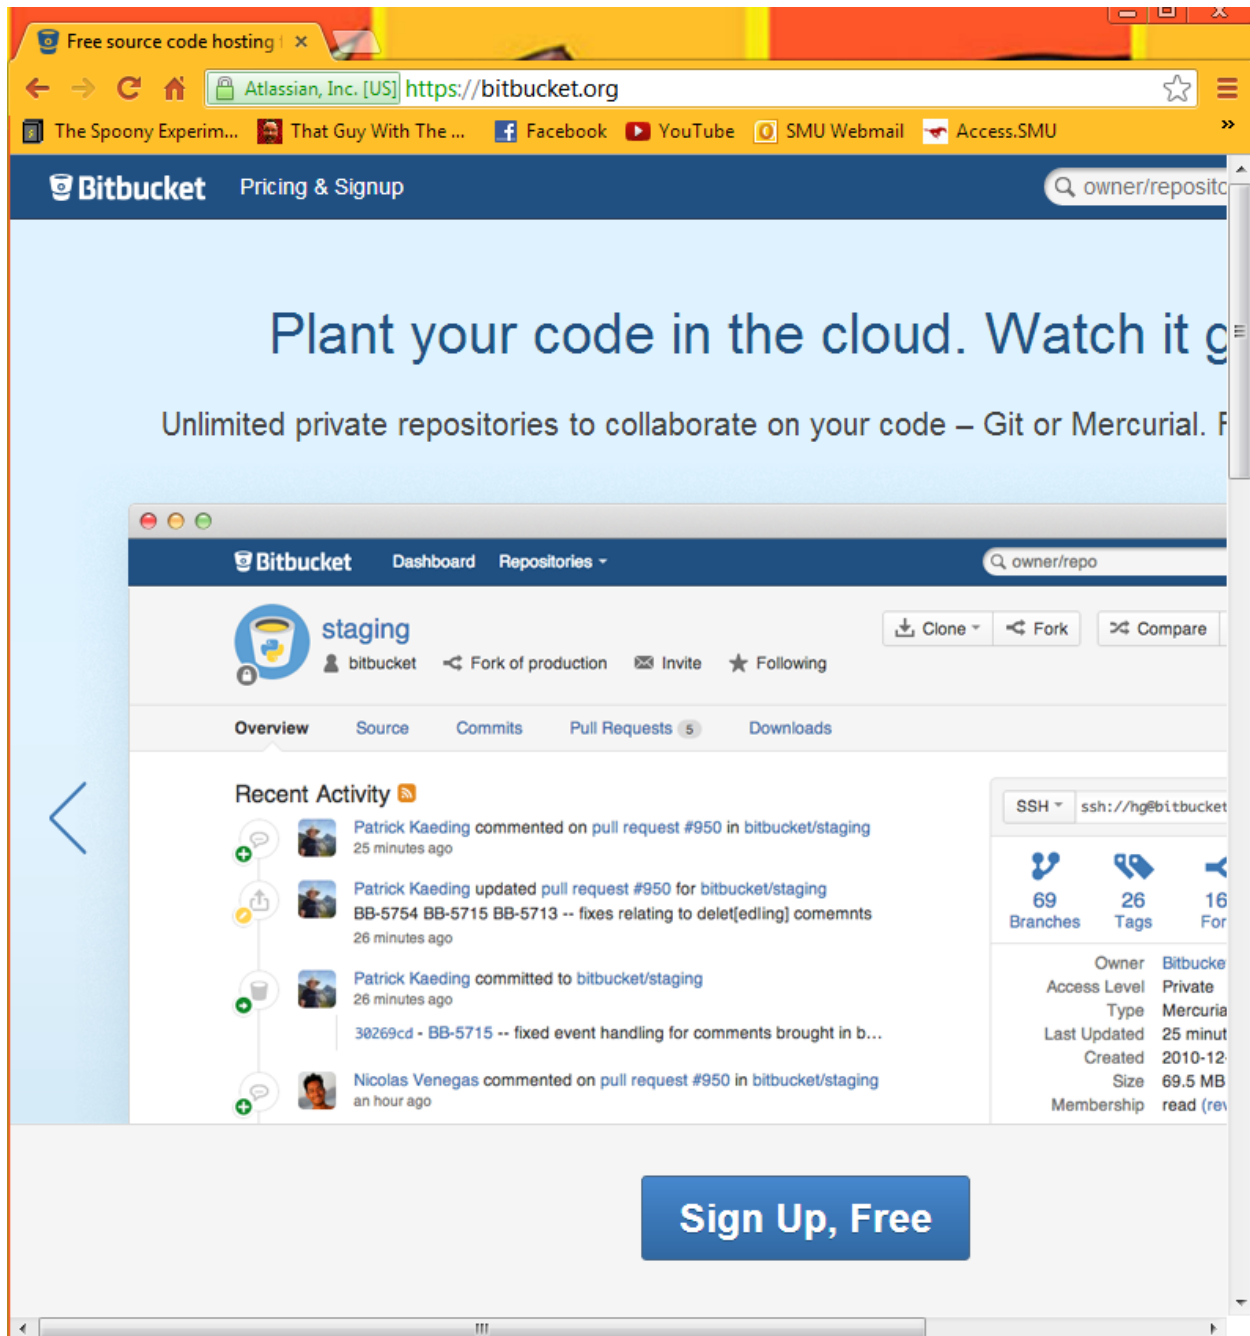 Free source code hosting f
Atlassian, Inc. [US] https://bitbucket.org
The Spoony Experim... That Guy With The ... Facebook YouTube SMU Webmail Access.SMU »
Bitbucket Pricing & Signup owner/reposito
Plant your code in the cloud. Watch it g
Unlimited private repositories to collaborate on your code – Git or Mercurial. F
Bitbucket Dashboard Repositories owner/repo
staging Clone Fork Compare
bitbucket Fork of production Invite Following
Overview Source Commits Pull Requests 5 Downloads
Recent Activity
Patrick Kaeding commented on pull request #950 in bitbucket/staging
25 minutes ago
Patrick Kaeding updated pull request #950 for bitbucket/staging
BB-5754 BB-5715 BB-5713 -- fixes relating to delet[edling] comemnts
26 minutes ago
Patrick Kaeding committed to bitbucket/staging
26 minutes ago
30269cd - BB-5715 -- fixed event handling for comments brought in b...
Nicolas Venegas commented on pull request #950 in bitbucket/staging
an hour ago
SSH ssh://hg@bitbucket
69 26 16
Branches Tags For
Owner Bitbucke
Access Level Private
Type Mercuria
Last Updated 25 minut
Created 2010-12-
Size 69.5 MB
Membership read (rev
Sign Up, Free